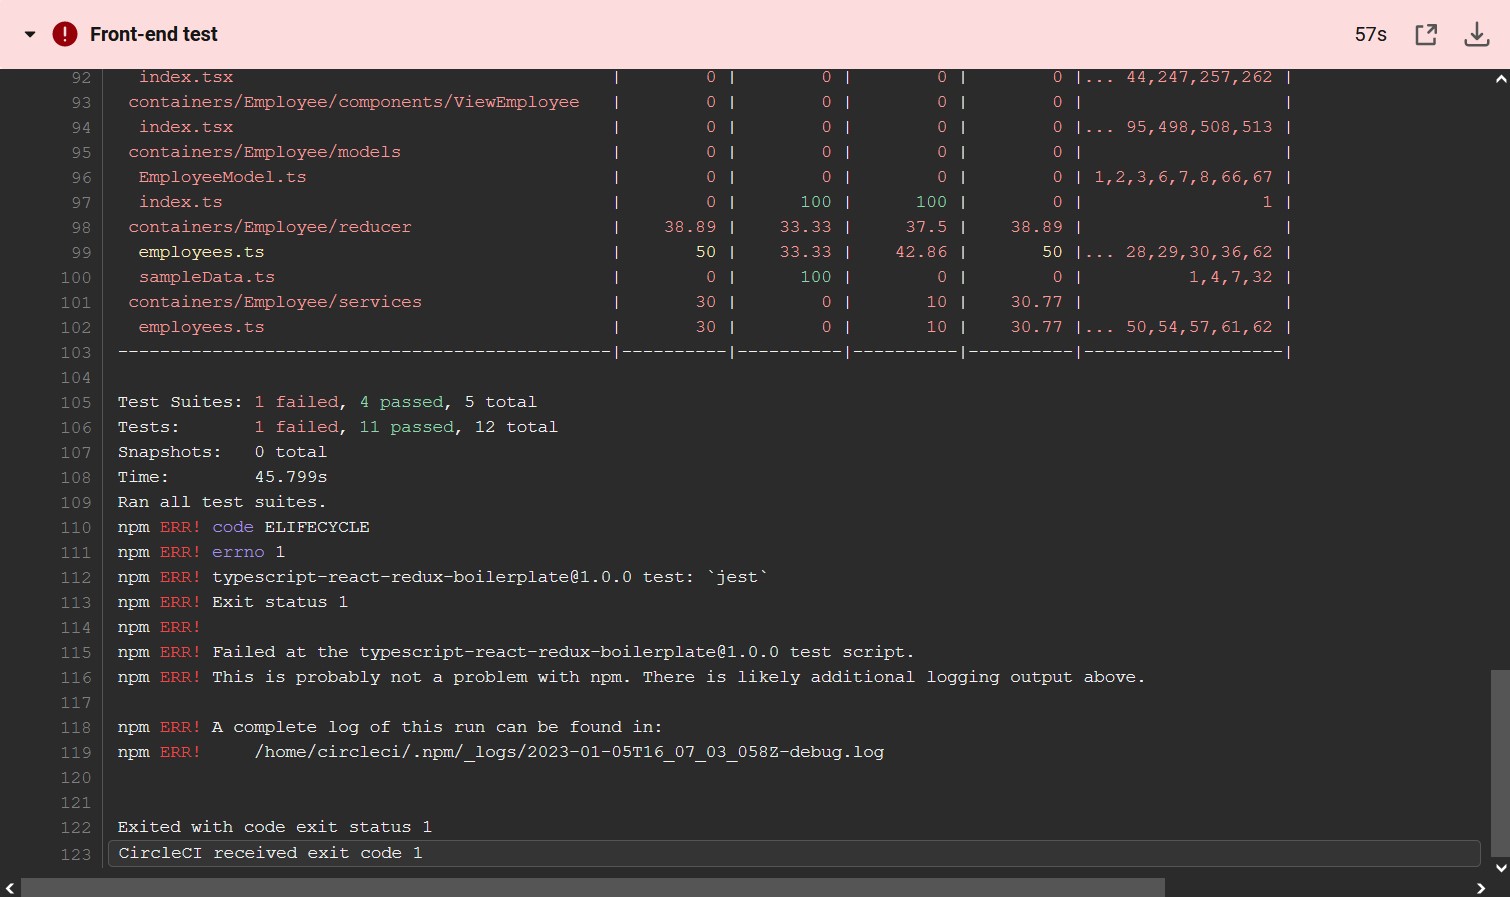 Front-end test 57s
92 index.tsx | 0 | 0 | 0 | 0 |... 44,247,257,262 |
93 containers/Employee/components/ViewEmployee | 0 | 0 | 0 | 0 | |
94 index.tsx | 0 | 0 | 0 | 0 |... 95,498,508,513 |
95 containers/Employee/models | 0 | 0 | 0 | 0 | |
96 EmployeeModel.ts | 0 | 0 | 0 | 0 | 1,2,3,6,7,8,66,67 |
97 index.ts | 0 | 100 | 100 | 0 | 1 |
98 containers/Employee/reducer | 38.89 | 33.33 | 37.5 | 38.89 | |
99 employees.ts | 50 | 33.33 | 42.86 | 50 |... 28,29,30,36,62 |
100 sampleData.ts | 0 | 100 | 0 | 0 | 1,4,7,32 |
101 containers/Employee/services | 30 | 0 | 10 | 30.77 | |
102 employees.ts | 30 | 0 | 10 | 30.77 |... 50,54,57,61,62 |
103 -----------------------------------------------|----------|----------|----------|----------|-------------------|
104
105 Test Suites: 1 failed, 4 passed, 5 total
106 Tests: 1 failed, 11 passed, 12 total
107 Snapshots: 0 total
108 Time: 45.799s
109 Ran all test suites.
110 npm ERR! code ELIFECYCLE
111 npm ERR! errno 1
112 npm ERR! typescript-react-redux-boilerplate@1.0.0 test: `jest`
113 npm ERR! Exit status 1
114 npm ERR!
115 npm ERR! Failed at the typescript-react-redux-boilerplate@1.0.0 test script.
116 npm ERR! This is probably not a problem with npm. There is likely additional logging output above.
117
118 npm ERR! A complete log of this run can be found in:
119 npm ERR! /home/circleci/.npm/_logs/2023-01-05T16_07_03_058Z-debug.log
120
121
122 Exited with code exit status 1
123 CircleCI received exit code 1